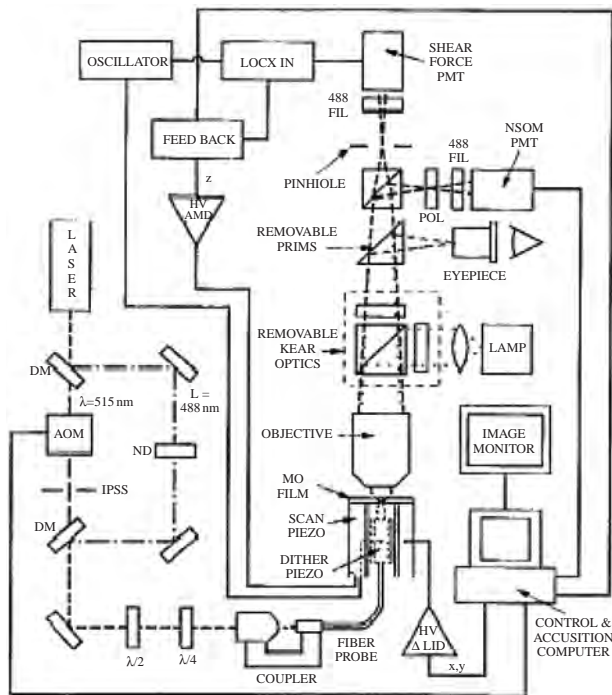 OSCILLATOR
LOCX IN
SHEAR
FORCE
PMT
488
FIL
FEED BACK
PINHOLE
488
FIL
NSOM
PMT
POL
z
HV
AMD
LASER
REMOVABLE
PRIMS
EYEPIECE
REMOVABLE
KEAR
OPTICS
LAMP
DM
λ=515 nm
L =
488 nm
AOM
ND
OBJECTIVE
IMAGE
MONITOR
IPSS
MO
FILM
DM
SCAN
PIEZO
DITHER
PIEZO
HV
Δ LID
x,y
CONTROL &
ACCUSITION
COMPUTER
FIBER
PROBE
λ/2
λ/4
COUPLER